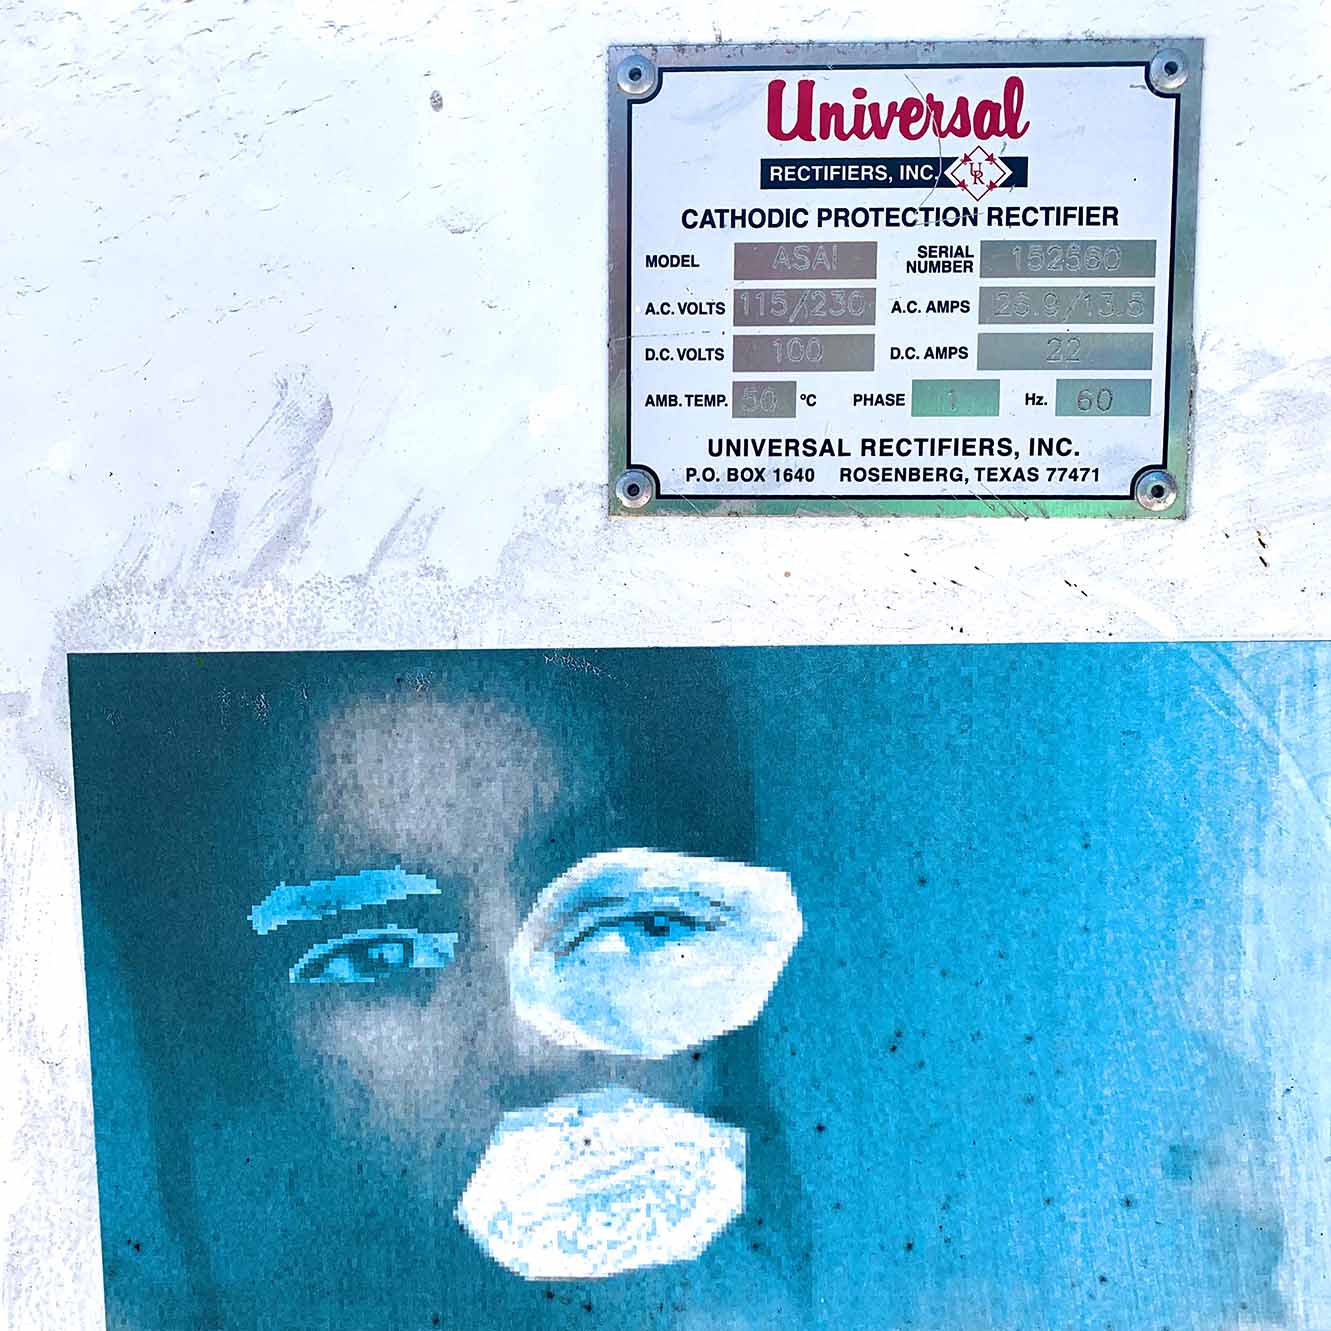 Universal
RECTIFIERS, INC. UR
CATHODIC PROTECTION RECTIFIER
MODEL ASAI SERIAL NUMBER 152560
A.C. VOLTS 115/230 A.C. AMPS 26.9/13.5
D.C. VOLTS 100 D.C. AMPS 22
AMB. TEMP. 50 °C PHASE 1 Hz. 60
UNIVERSAL RECTIFIERS, INC.
P.O. BOX 1640 ROSENBERG, TEXAS 77471